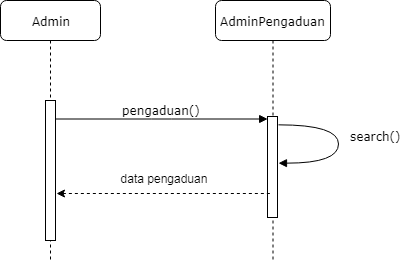 Admin
AdminPengaduan
pengaduan()
search()
data pengaduan